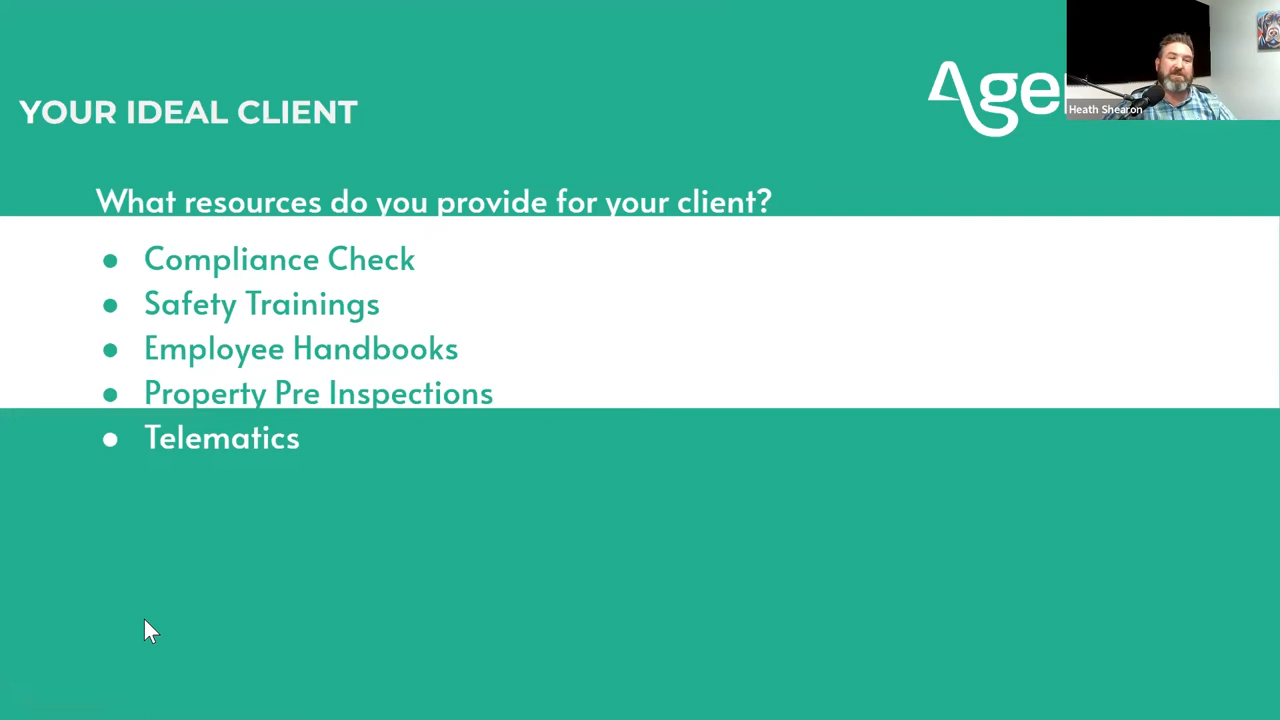 YOUR IDEAL CLIENT
Age
Heath Shearon
What resources do you provide for your client?
● Compliance Check
● Safety Trainings
● Employee Handbooks
● Property Pre Inspections
● Telematics